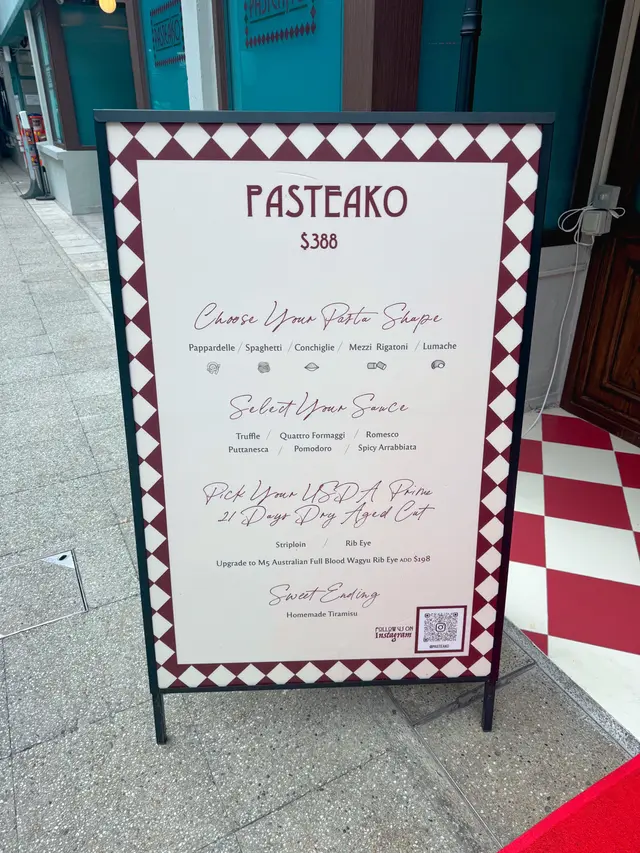 PASTEAKO
$388
Choose Your Pasta Shape
Pappardelle / Spaghetti / Conchiglie / Mezzi Rigatoni / Lumache
Select Your Sauce
Truffle / Quattro Formaggi / Romesco
Puttanesca / Pomodoro / Spicy Arrabbiata
Pick Your USDA Prime
21 Days Dry Aged Cut
Striploin / Rib Eye
Upgrade to M5 Australian Full Blood Wagyu Rib Eye ADD $198
Sweet Ending
Homemade Tiramisu
FOLLOW US ON
Instagram
@PASTEAKO